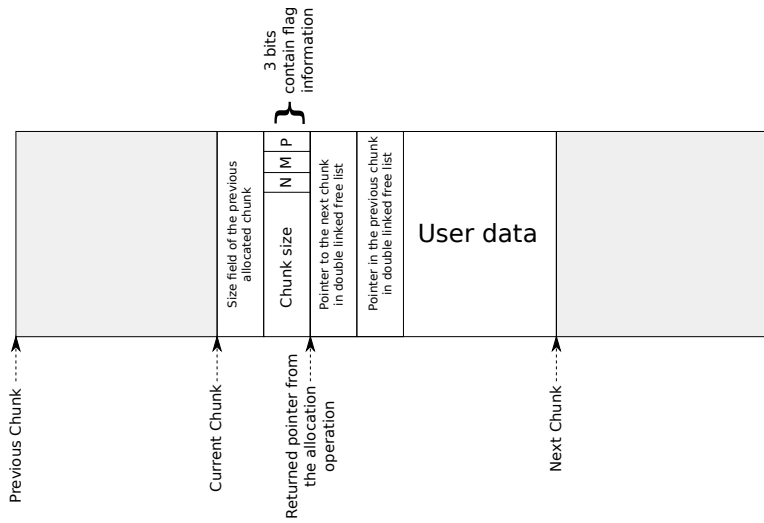 3 bits
contain flag
information
Previous Chunk
Current Chunk
Size field of the previous
allocated chunk
Chunk size
N
M
P
Returned pointer from
the allocation
operation
Pointer to the next chunk
in double linked free list
Pointer in the previous chunk
in double linked free list
User data
Next Chunk